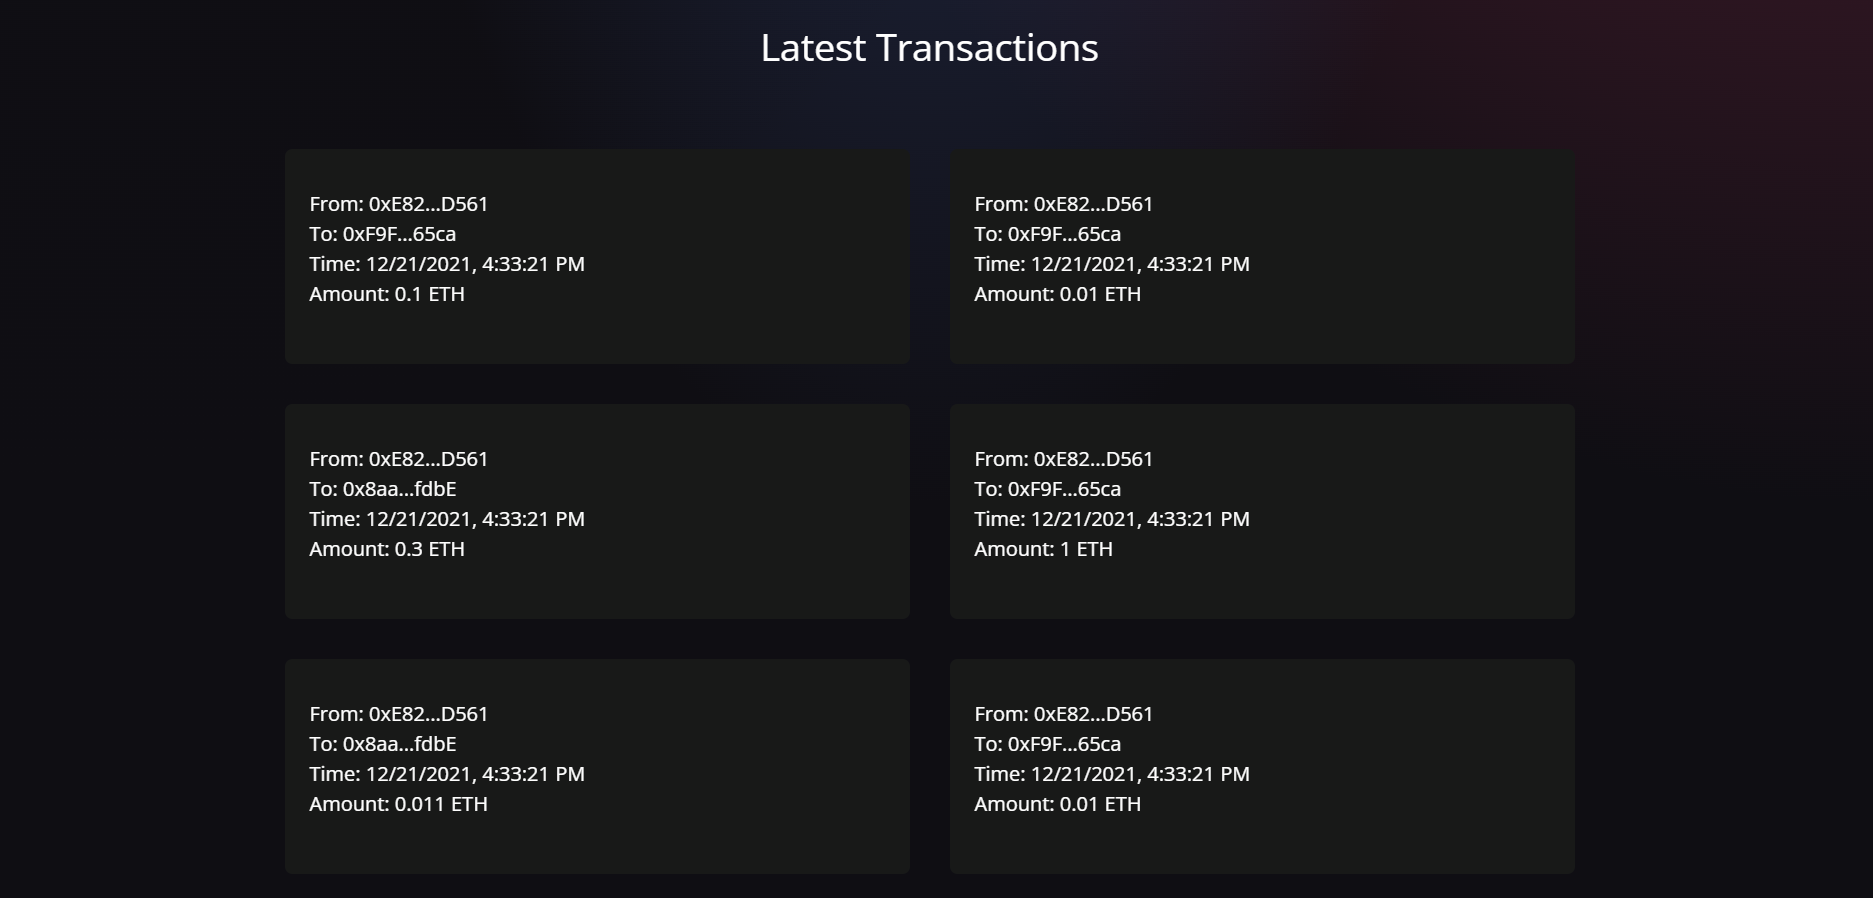 Latest Transactions
From: 0xE82...D561
To: 0xF9F...65ca
Time: 12/21/2021, 4:33:21 PM
Amount: 0.1 ETH
From: 0xE82...D561
To: 0xF9F...65ca
Time: 12/21/2021, 4:33:21 PM
Amount: 0.01 ETH
From: 0xE82...D561
To: 0x8aa...fdbE
Time: 12/21/2021, 4:33:21 PM
Amount: 0.3 ETH
From: 0xE82...D561
To: 0xF9F...65ca
Time: 12/21/2021, 4:33:21 PM
Amount: 1 ETH
From: 0xE82...D561
To: 0x8aa...fdbE
Time: 12/21/2021, 4:33:21 PM
Amount: 0.011 ETH
From: 0xE82...D561
To: 0xF9F...65ca
Time: 12/21/2021, 4:33:21 PM
Amount: 0.01 ETH